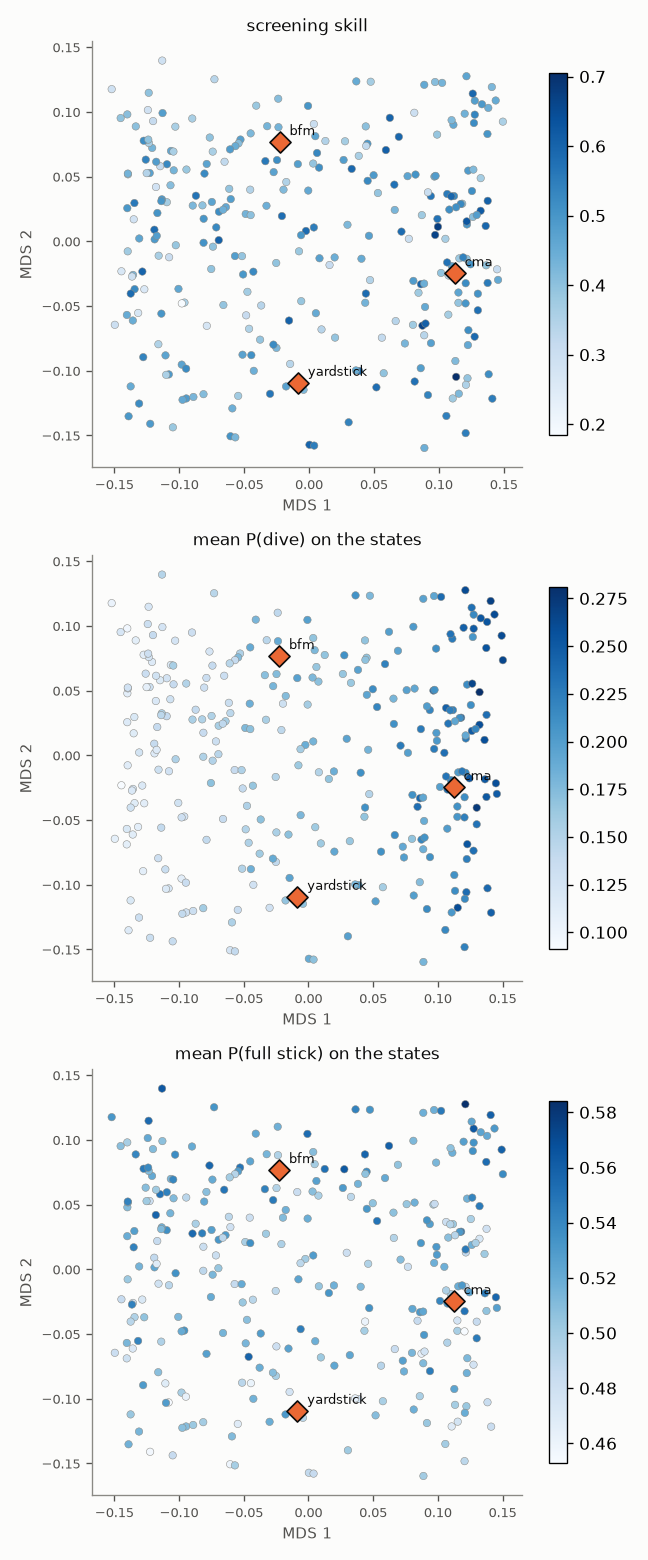 screening skill
0.15
0.10
0.05
0.00
−0.05
−0.10
−0.15
MDS 2
bfm
cma
yardstick
−0.15 −0.10 −0.05 0.00 0.05 0.10 0.15
MDS 1
0.7
0.6
0.5
0.4
0.3
0.2
mean P(dive) on the states
0.15
0.10
0.05
0.00
−0.05
−0.10
−0.15
MDS 2
bfm
cma
yardstick
−0.15 −0.10 −0.05 0.00 0.05 0.10 0.15
MDS 1
0.275
0.250
0.225
0.200
0.175
0.150
0.125
0.100
mean P(full stick) on the states
0.15
0.10
0.05
0.00
−0.05
−0.10
−0.15
MDS 2
bfm
cma
yardstick
−0.15 −0.10 −0.05 0.00 0.05 0.10 0.15
MDS 1
0.58
0.56
0.54
0.52
0.50
0.48
0.46